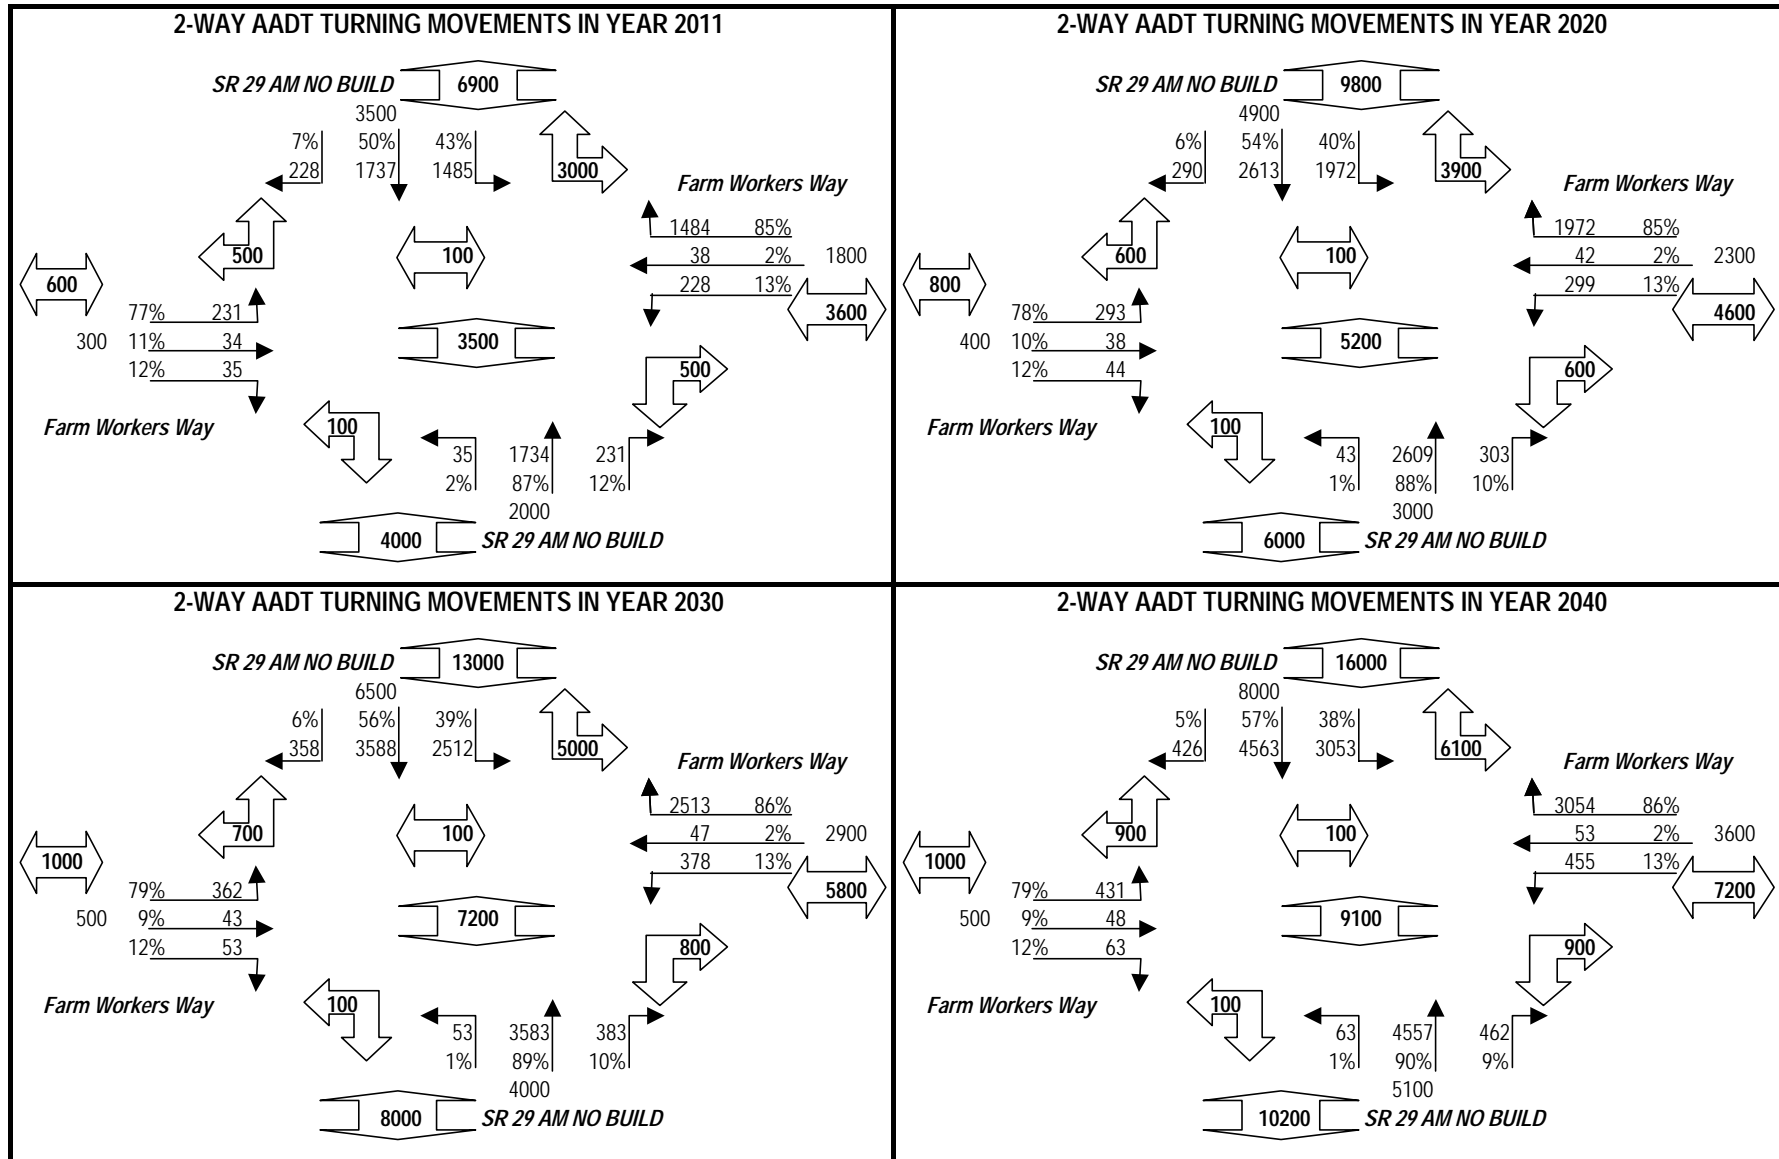 2-WAY AADT TURNING MOVEMENTS IN YEAR 2011
SR 29 AM NO BUILD 6900
3500
7% 50% 43%
228 1737 1485 3000
Farm Workers Way
1484 85%
500 100 38 2% 1800
600 228 13%
77% 231 3600
300 11% 34 3500
12% 35 500
Farm Workers Way 100
35 1734 231
2% 87% 12%
2000
4000 SR 29 AM NO BUILD
2-WAY AADT TURNING MOVEMENTS IN YEAR 2020
SR 29 AM NO BUILD 9800
4900
6% 54% 40%
290 2613 1972 3900
Farm Workers Way
1972 85%
600 100 42 2% 2300
800 299 13%
78% 293 4600
400 10% 38 5200
12% 44 600
Farm Workers Way 100
43 2609 303
1% 88% 10%
3000
6000 SR 29 AM NO BUILD
2-WAY AADT TURNING MOVEMENTS IN YEAR 2030
SR 29 AM NO BUILD 13000
6500
6% 56% 39%
358 3588 2512 5000
Farm Workers Way
2513 86%
700 100 47 2% 2900
1000 378 13%
79% 362 5800
500 9% 43 7200
12% 53 800
Farm Workers Way 100
53 3583 383
1% 89% 10%
4000
8000 SR 29 AM NO BUILD
2-WAY AADT TURNING MOVEMENTS IN YEAR 2040
SR 29 AM NO BUILD 16000
8000
5% 57% 38%
426 4563 3053 6100
Farm Workers Way
3054 86%
900 100 53 2% 3600
1000 455 13%
79% 431 7200
500 9% 48 9100
12% 63 900
Farm Workers Way 100
63 4557 462
1% 90% 9%
5100
10200 SR 29 AM NO BUILD